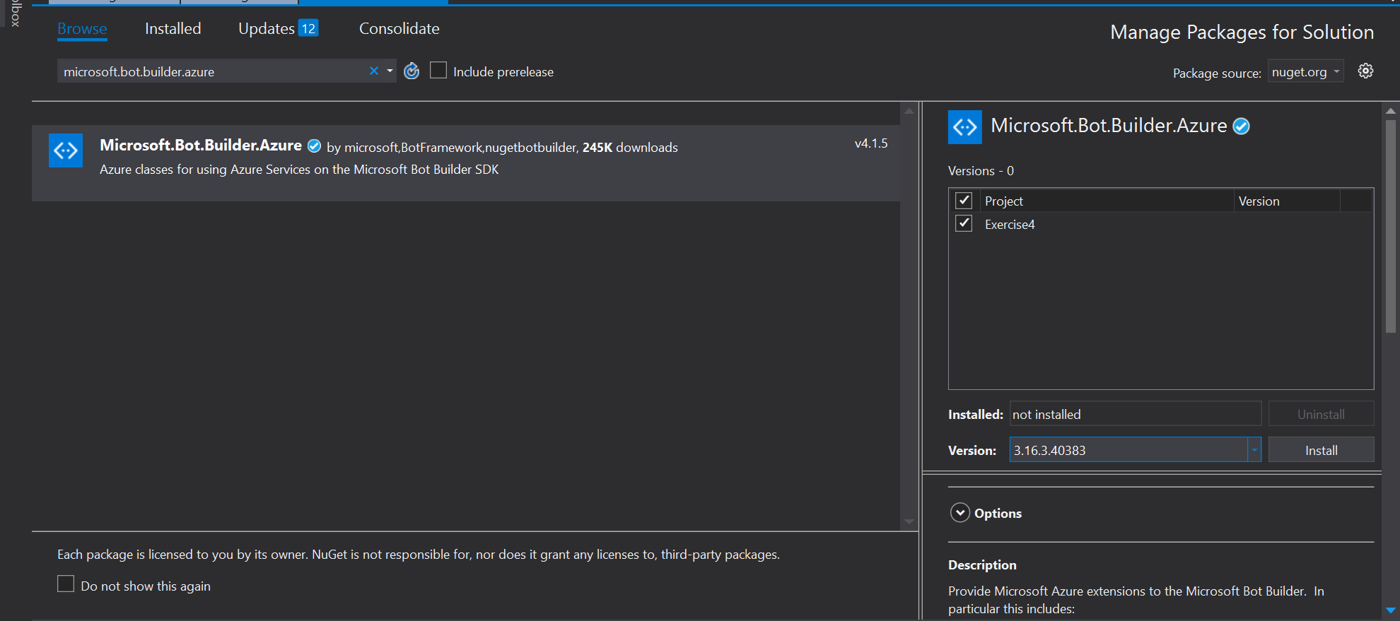 olbox
Browse
Installed
Updates 12
Consolidate
Manage Packages for Solution
microsoft.bot.builder.azure
Include prerelease
Package source: nuget.org
Microsoft.Bot.Builder.Azure by microsoft,BotFramework,nugetbotbuilder, 245K downloads
v4.1.5
Azure classes for using Azure Services on the Microsoft Bot Builder SDK
Microsoft.Bot.Builder.Azure
Versions - 0
Project Version
Exercise4
Installed: not installed Uninstall
Version: 3.16.3.40383 Install
Options
Description
Provide Microsoft Azure extensions to the Microsoft Bot Builder. In
particular this includes:
Each package is licensed to you by its owner. NuGet is not responsible for, nor does it grant any licenses to, third-party packages.
Do not show this again